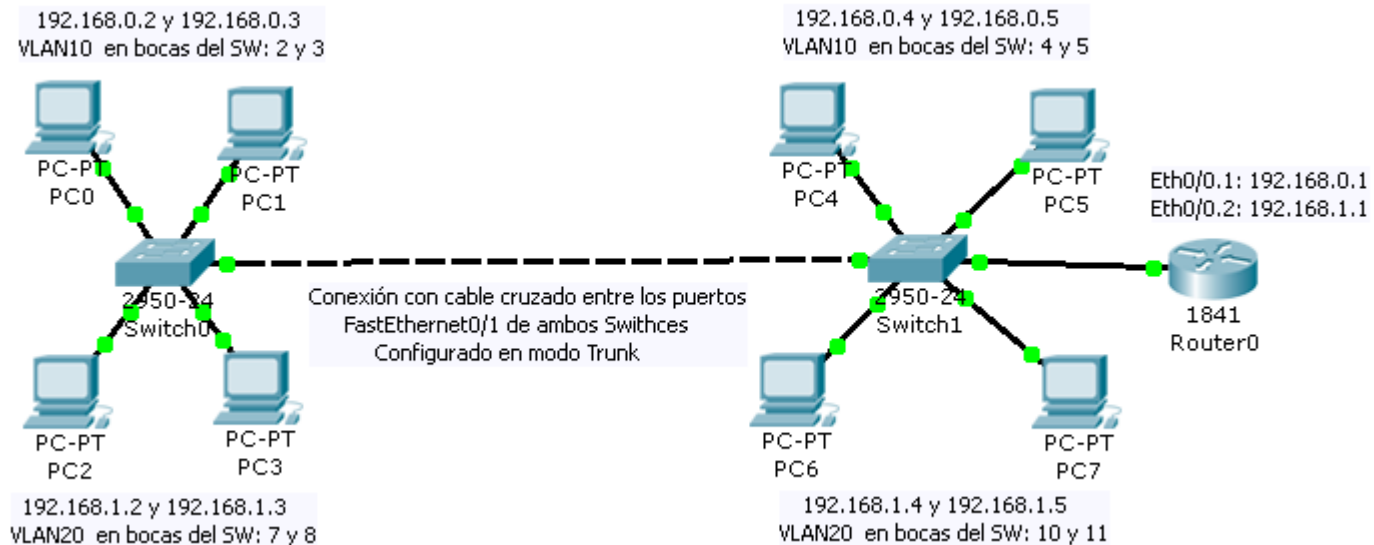 192.168.0.2 y 192.168.0.3
VLAN10 en bocas del SW: 2 y 3
192.168.0.4 y 192.168.0.5
VLAN10 en bocas del SW: 4 y 5
PC-PT
PC0
PC-PT
PC1
PC-PT
PC4
PC-PT
PC5
Eth0/0.1: 192.168.0.1
Eth0/0.2: 192.168.1.1
2950-24
Switch0
Conexión con cable cruzado entre los puertos
FastEthernet0/1 de ambos Swithces
Configurado en modo Trunk
2950-24
Switch1
1841
Router0
PC-PT
PC2
PC-PT
PC3
PC-PT
PC6
PC-PT
PC7
192.168.1.2 y 192.168.1.3
VLAN20 en bocas del SW: 7 y 8
192.168.1.4 y 192.168.1.5
VLAN20 en bocas del SW: 10 y 11